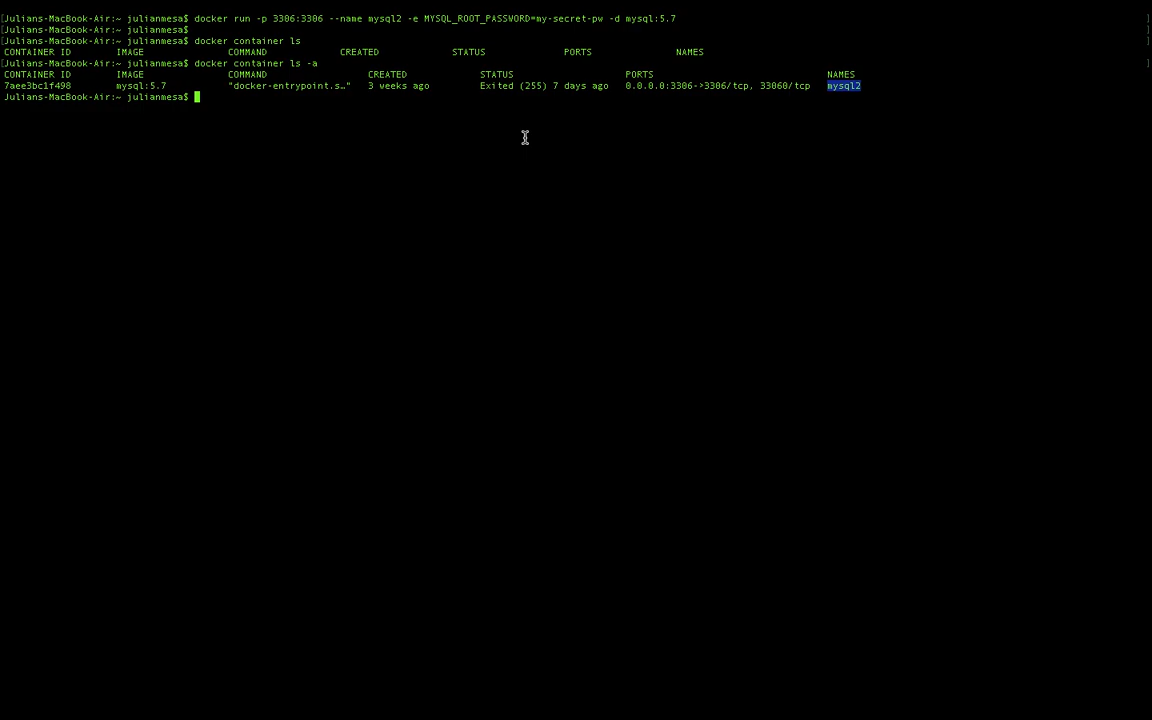 [Julians-MacBook-Air:~ julianmesa$ docker run -p 3306:3306 --name mysql2 -e MYSQL_ROOT_PASSWORD=my-secret-pw -d mysql:5.7 ]
[Julians-MacBook-Air:~ julianmesa$ ]
[Julians-MacBook-Air:~ julianmesa$ docker container ls ]
CONTAINER ID IMAGE COMMAND CREATED STATUS PORTS NAMES
[Julians-MacBook-Air:~ julianmesa$ docker container ls -a ]
CONTAINER ID IMAGE COMMAND CREATED STATUS PORTS NAMES
7aee3bc1f498 mysql:5.7 "docker-entrypoint.s…" 3 weeks ago Exited (255) 7 days ago 0.0.0.0:3306->3306/tcp, 33060/tcp mysql2
Julians-MacBook-Air:~ julianmesa$